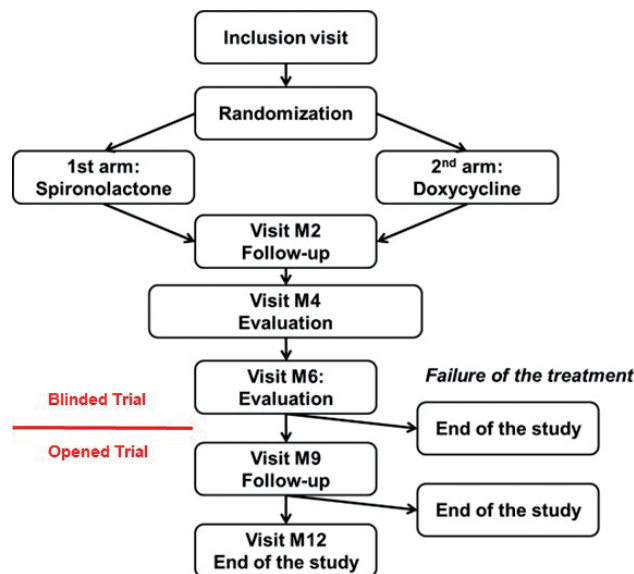 Inclusion visit
Randomization
1st arm:
Spironolactone
2nd arm:
Doxycycline
Visit M2
Follow-up
Visit M4
Evaluation
Visit M6:
Evaluation
Failure of the treatment
End of the study
Blinded Trial
Opened Trial
Visit M9
Follow-up
End of the study
Visit M12
End of the study